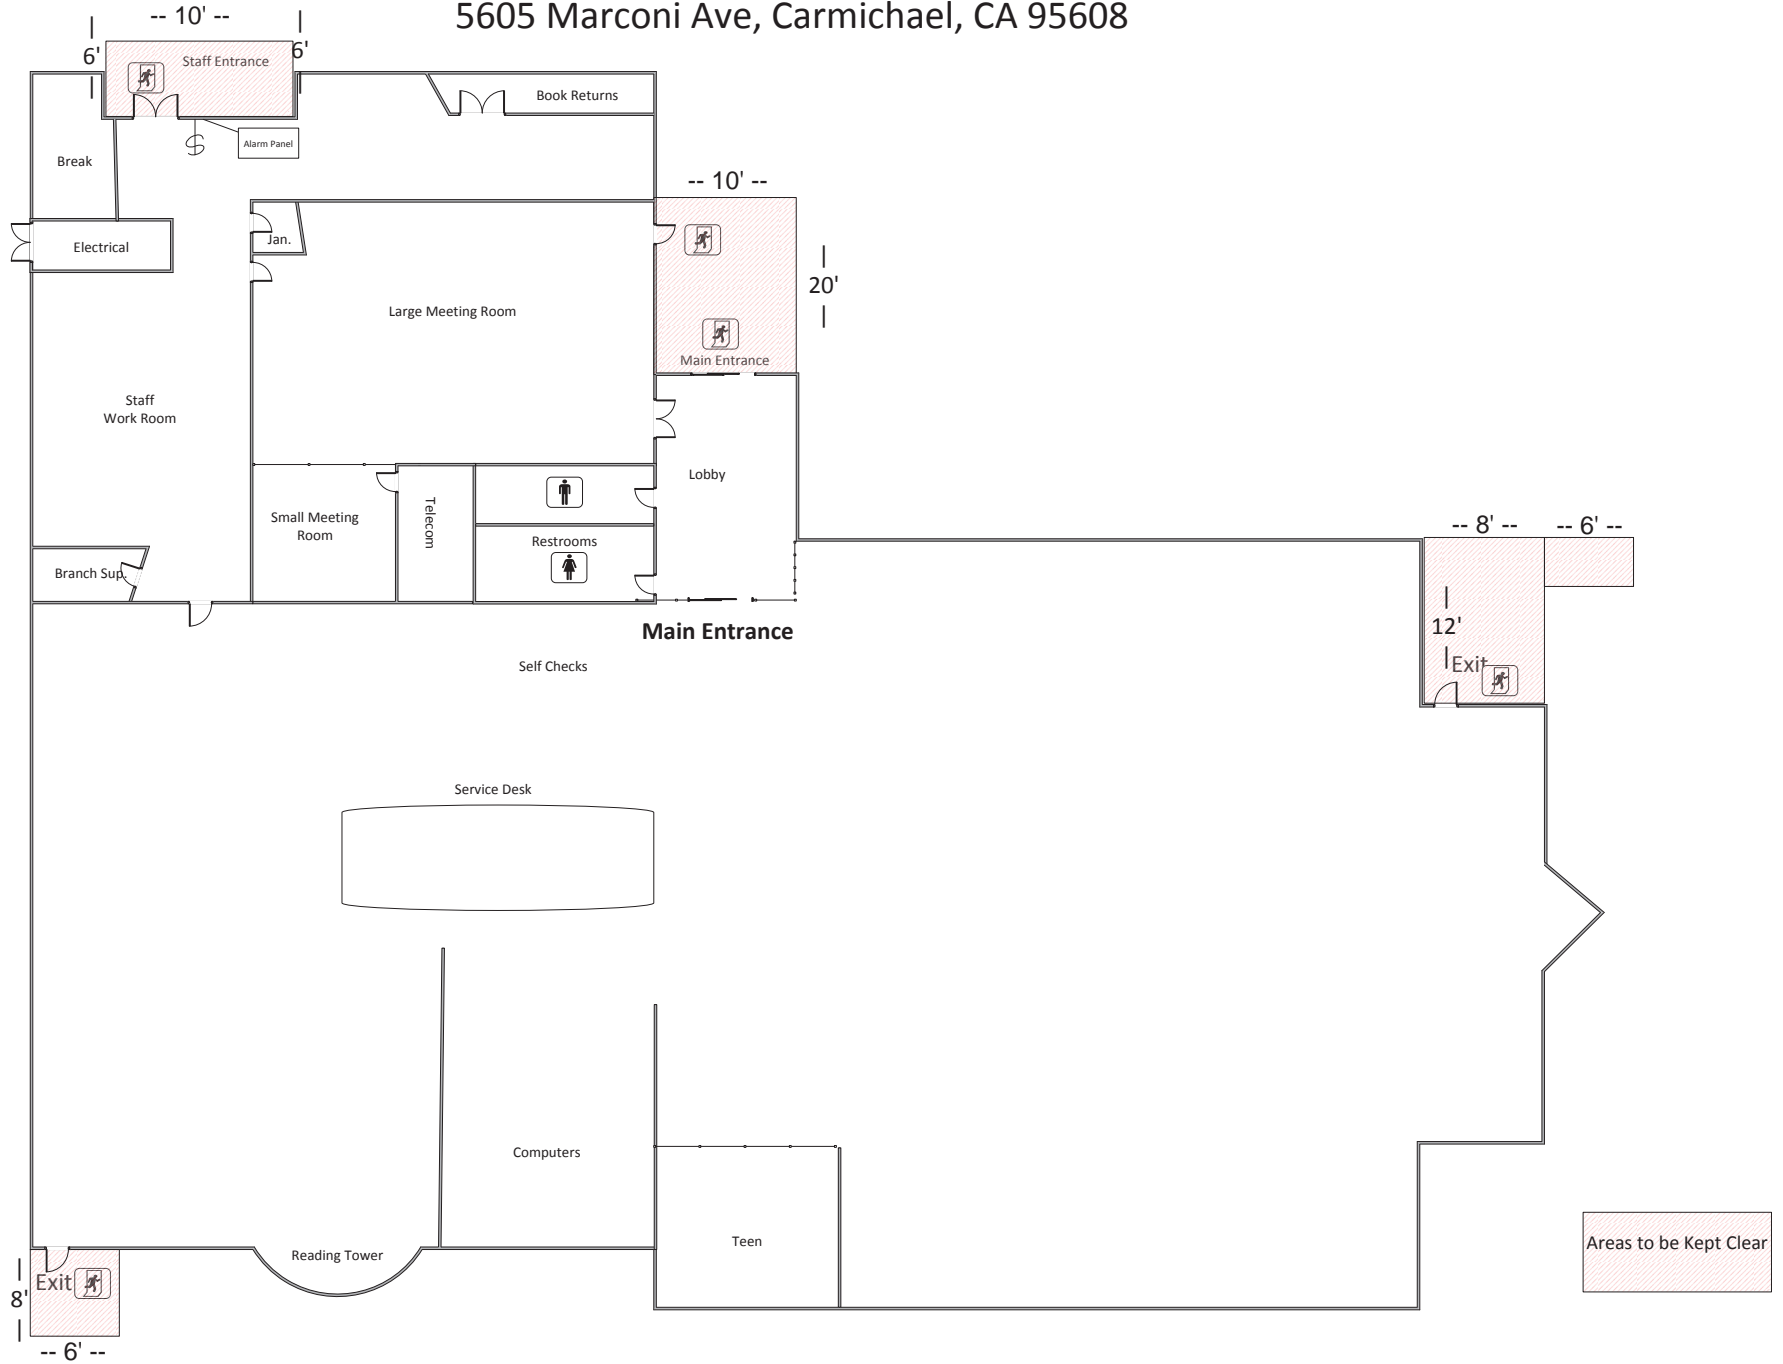 5605 Marconi Ave, Carmichael, CA 95608
-- 10' --
6'
6'
Staff Entrance
Book Returns
Alarm Panel
Break
-- 10' --
Jan.
Electrical
20'
Large Meeting Room
Main Entrance
Staff
Work Room
Lobby
Telecom
Small Meeting
Room
Restrooms
-- 8' --
-- 6' --
Branch Sup.
12'
Main Entrance
Exit
Self Checks
Service Desk
Computers
Teen
Areas to be Kept Clear
Reading Tower
Exit
8'
-- 6' --